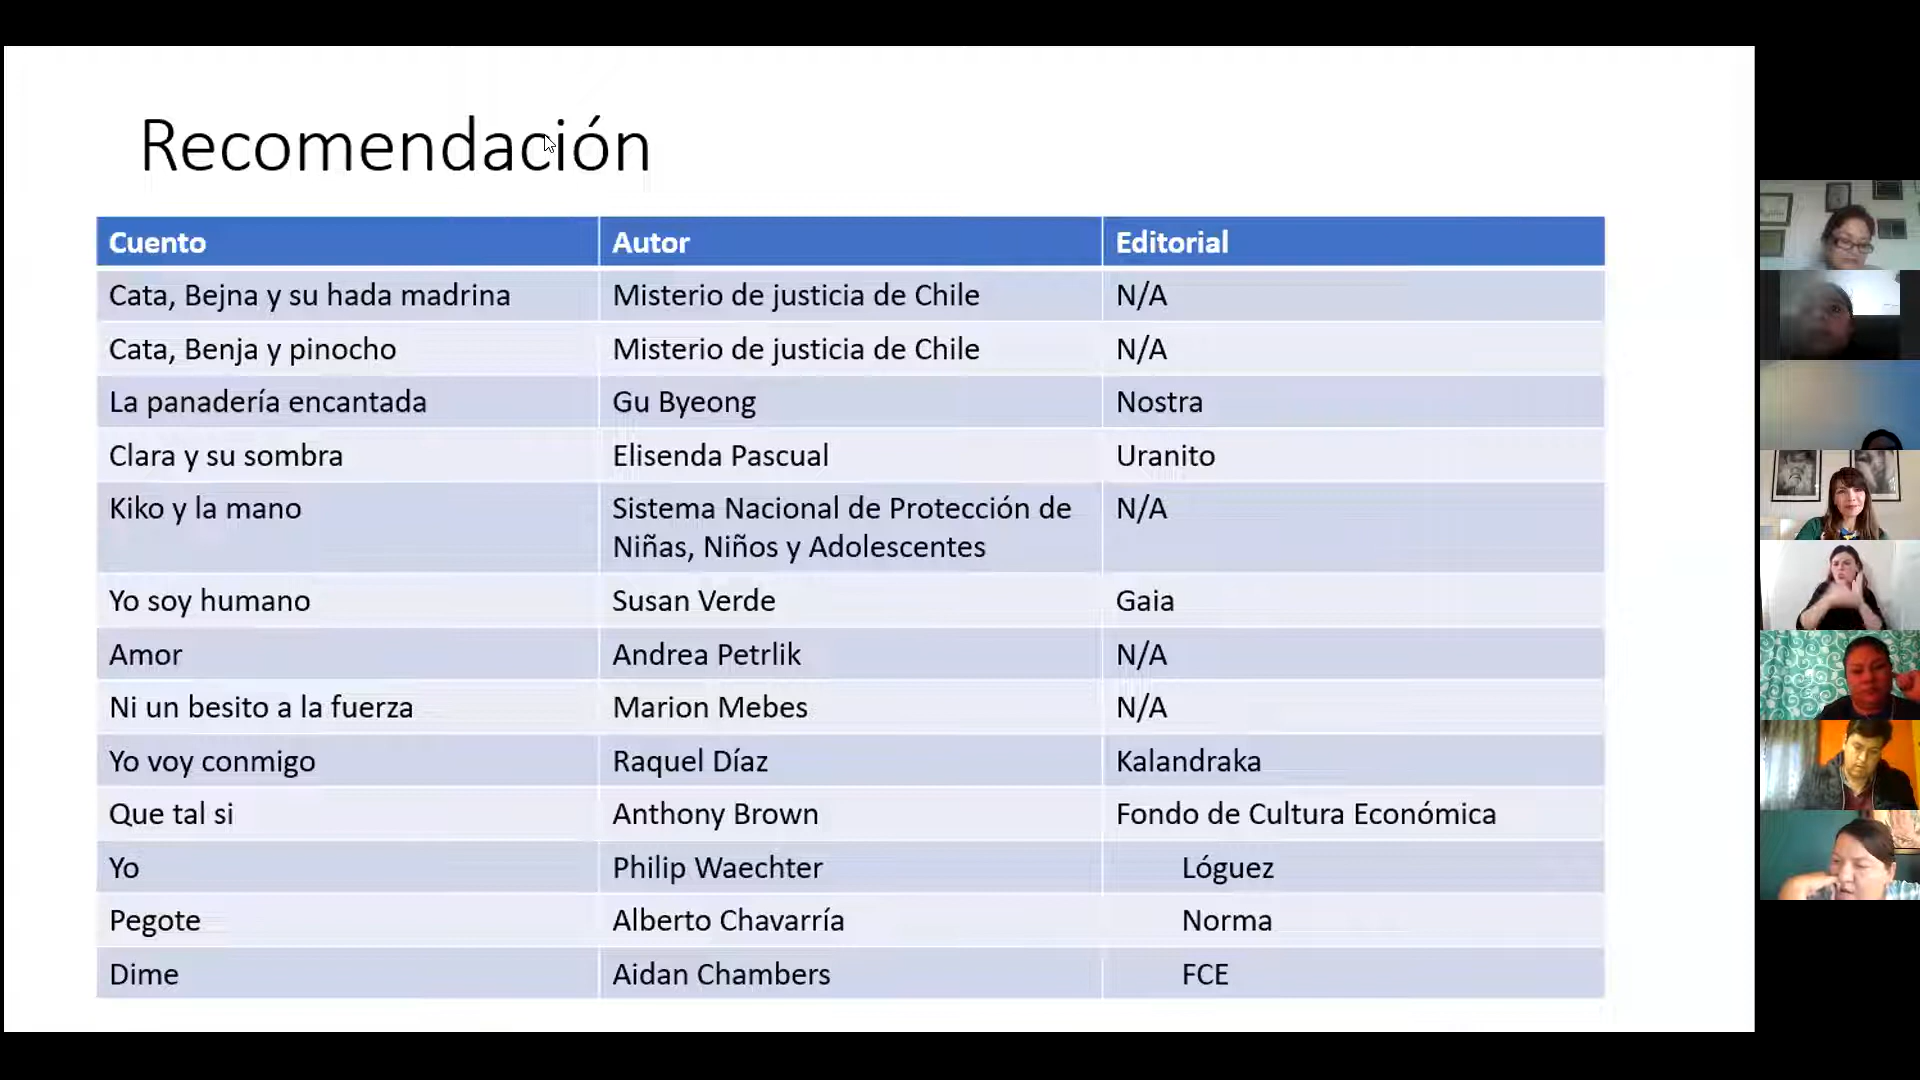 Recomendación
Cuento Autor Editorial
Cata, Bejna y su hada madrina Misterio de justicia de Chile N/A
Cata, Benja y pinocho Misterio de justicia de Chile N/A
La panadería encantada Gu Byeong Nostra
Clara y su sombra Elisenda Pascual Uranito
Kiko y la mano Sistema Nacional de Protección de N/A
Niñas, Niños y Adolescentes
Yo soy humano Susan Verde Gaia
Amor Andrea Petrlik N/A
Ni un besito a la fuerza Marion Mebes N/A
Yo voy conmigo Raquel Díaz Kalandraka
Que tal si Anthony Brown Fondo de Cultura Económica
Yo Philip Waechter Lóguez
Pegote Alberto Chavarría Norma
Dime Aidan Chambers FCE